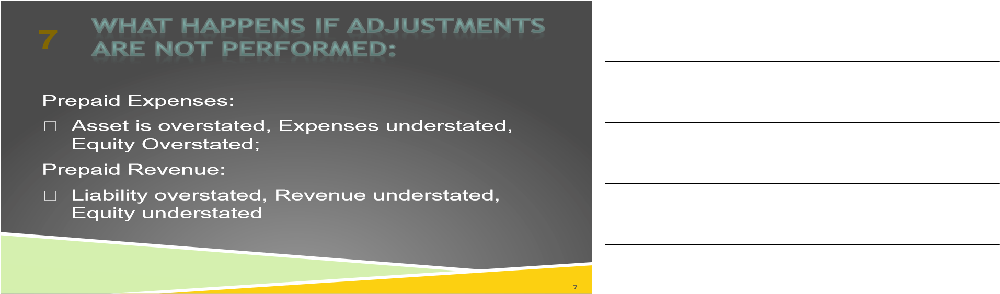 7
WHAT HAPPENS IF ADJUSTMENTS
ARE NOT PERFORMED:
Prepaid Expenses:
□ Asset is overstated, Expenses understated,
Equity Overstated;
Prepaid Revenue:
□ Liability overstated, Revenue understated,
Equity understated
7